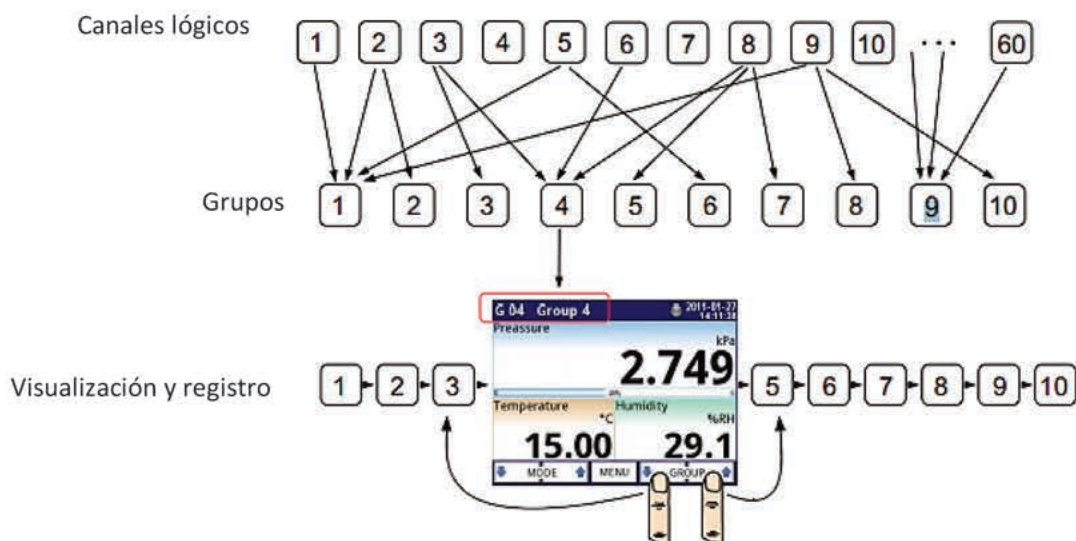 Canales lógicos
1 2 3 4 5 6 7 8 9 10 ... 60
Grupos
1 2 3 4 5 6 7 8 9 10
G 04 Group 4
2011-01-27
14:11:38
Preassure
kPa
2.749
Visualización y registro
1 2 3 5 6 7 8 9 10
Temperature
°C
15.00
Humidity
%RH
29.1
MODE MENU GROUP